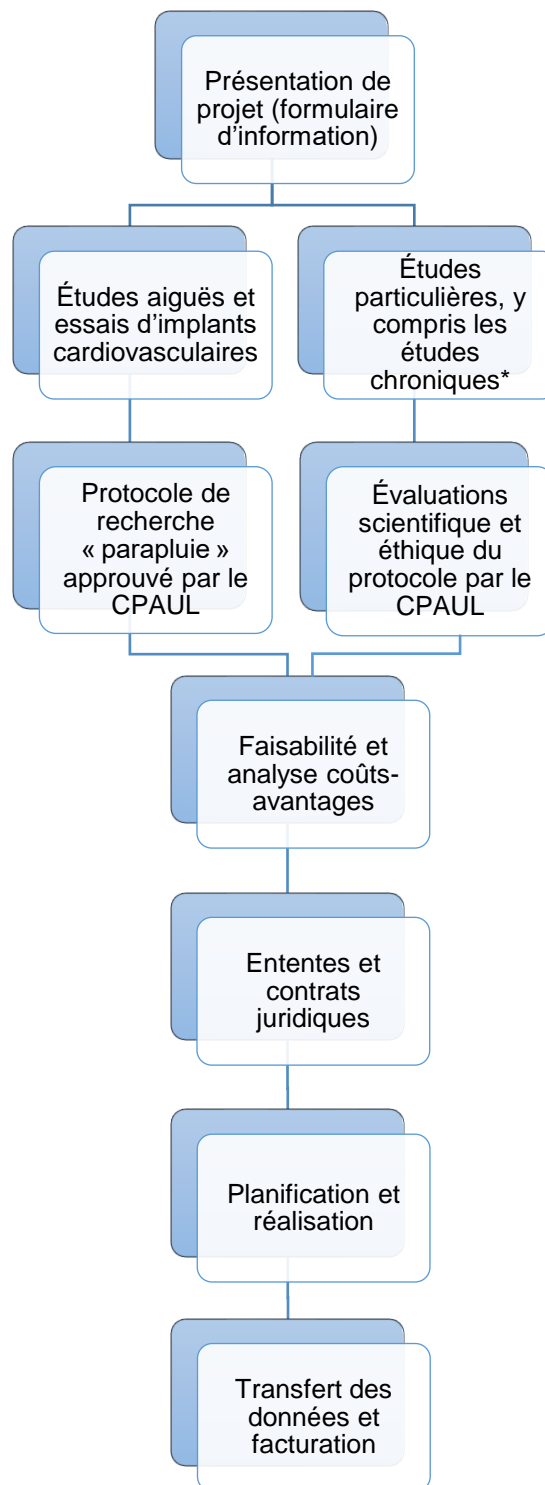 Présentation de
projet (formulaire
d’information)
Études aiguës et
essais d’implants
cardiovasculaires
Études
particulières, y
compris les
études
chroniques*
Protocole de
recherche
« parapluie »
approuvé par le
CPAUL
Évaluations
scientifique et
éthique du
protocole par le
CPAUL
Faisabilité et
analyse coûts-
avantages
Ententes et
contrats
juridiques
Planification et
réalisation
Transfert des
données et
facturation